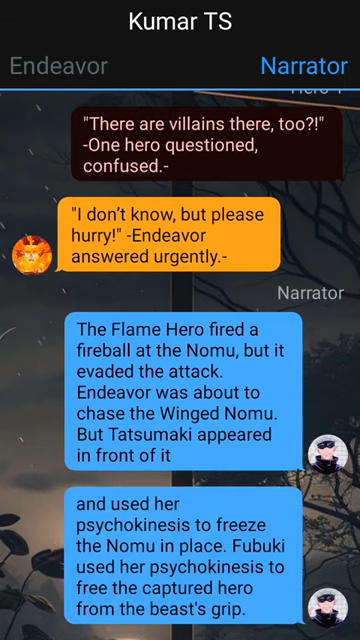 Kumar TS
Endeavor
Narrator
"There are villains there, too?!"
-One hero questioned,
confused.-
"I don’t know, but please
hurry!" -Endeavor
answered urgently.-
Narrator
The Flame Hero fired a
fireball at the Nomu, but it
evaded the attack.
Endeavor was about to
chase the Winged Nomu.
But Tatsumaki appeared
in front of it
and used her
psychokinesis to freeze
the Nomu in place. Fubuki
used her psychokinesis to
free the captured hero
from the beast's grip.